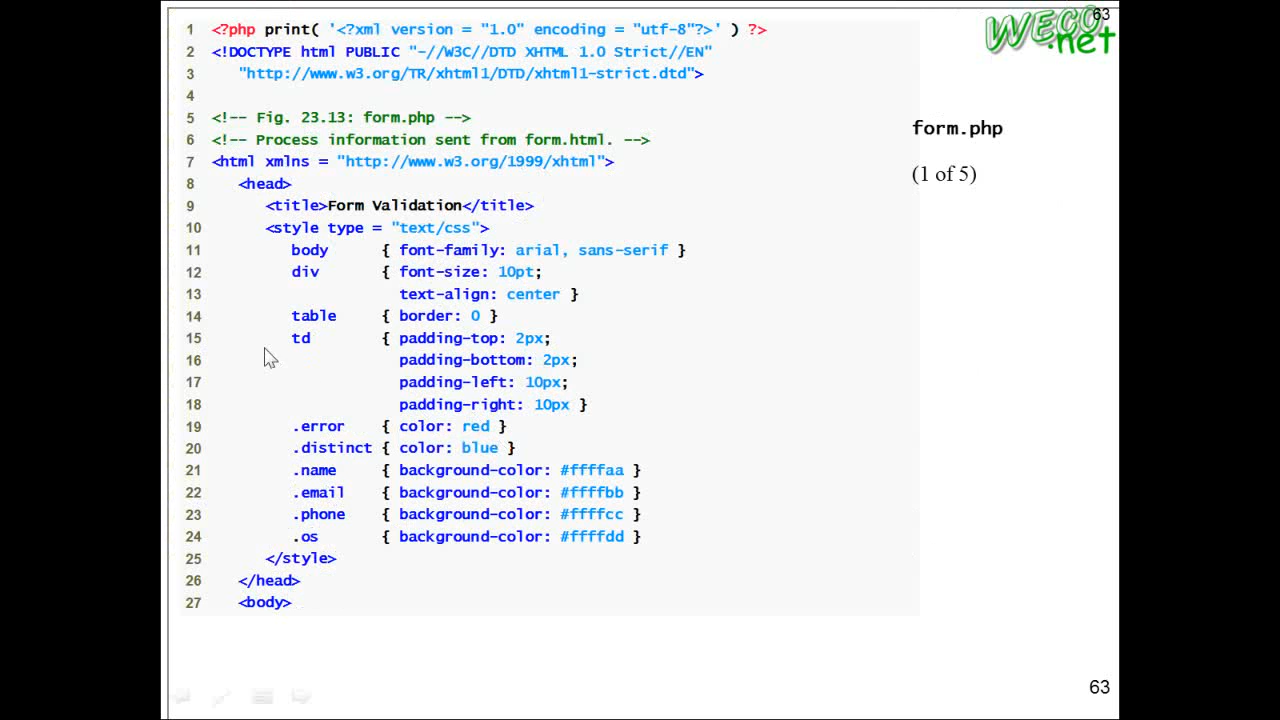 63
WECO
.net
1 <?php print( '<?xml version = "1.0" encoding = "utf-8"?>' ) ?>
2 <!DOCTYPE html PUBLIC "-//W3C//DTD XHTML 1.0 Strict//EN"
3 "http://www.w3.org/TR/xhtml1/DTD/xhtml1-strict.dtd">
4
5 <!-- Fig. 23.13: form.php -->
6 <!-- Process information sent from form.html. -->
7 <html xmlns = "http://www.w3.org/1999/xhtml">
8 <head>
9 <title>Form Validation</title>
10 <style type = "text/css">
11 body { font-family: arial, sans-serif }
12 div { font-size: 10pt;
13 text-align: center }
14 table { border: 0 }
15 td { padding-top: 2px;
16 padding-bottom: 2px;
17 padding-left: 10px;
18 padding-right: 10px }
19 .error { color: red }
20 .distinct { color: blue }
21 .name { background-color: #ffffaa }
22 .email { background-color: #ffffbb }
23 .phone { background-color: #ffffcc }
24 .os { background-color: #ffffdd }
25 </style>
26 </head>
27 <body>
form.php
(1 of 5)
63